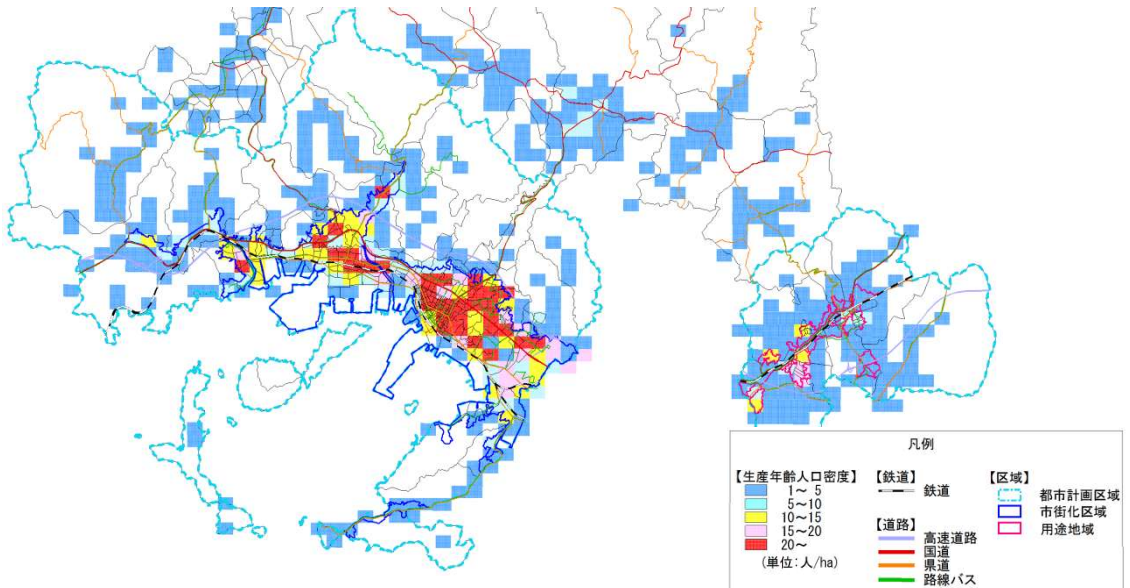 凡例
【生産年齢人口密度】
1～ 5
5～10
10～15
15～20
20～
(単位：人/ha)
【鉄道】
鉄道
【道路】
高速道路
国道
県道
路線バス
【区域】
都市計画区域
市街化区域
用途地域